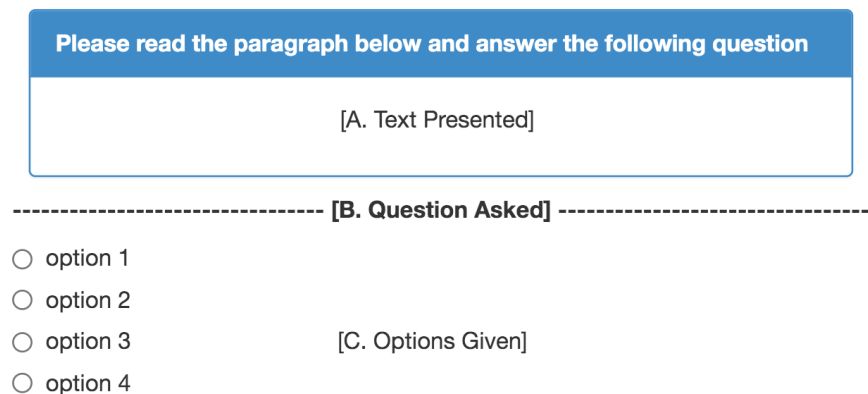 Please read the paragraph below and answer the following question
[A. Text Presented]
--------------------------------- [B. Question Asked] ---------------------------------
option 1
option 2
option 3 [C. Options Given]
option 4